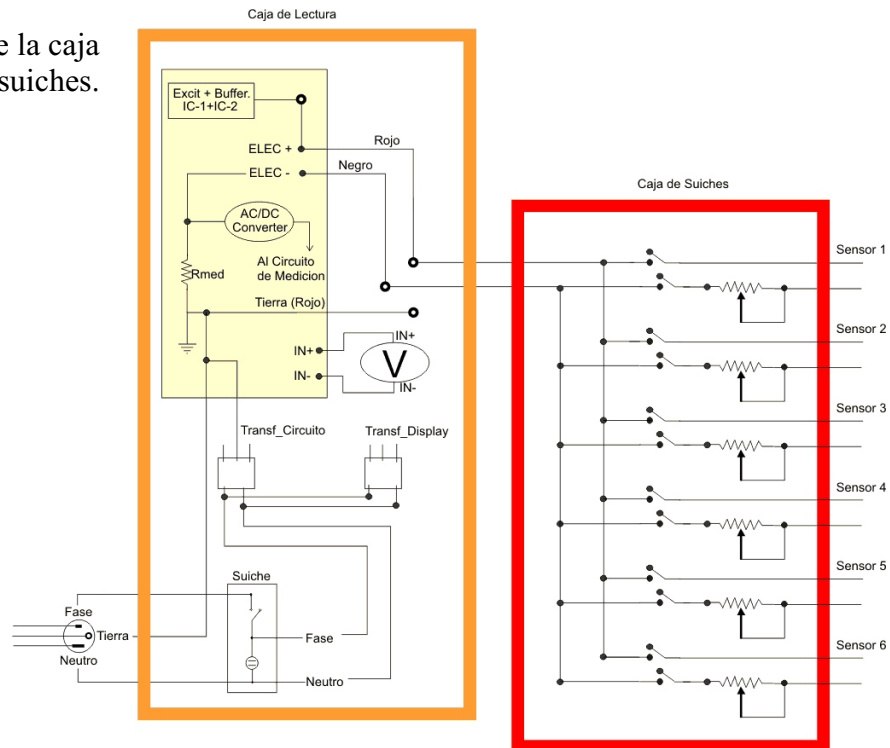 Caja de Lectura
e la caja
suiches.
Excit + Buffer.
IC-1+IC-2
ELEC +
Rojo
ELEC -
Negro
AC/DC
Converter
Al Circuito
de Medicion
Rmed
Tierra (Rojo)
IN+
IN+
V
IN-
IN-
Transf_Circuito
Transf_Display
Suiche
Fase
Tierra
Neutro
Fase
Neutro
Caja de Suiches
Sensor 1
Sensor 2
Sensor 3
Sensor 4
Sensor 5
Sensor 6